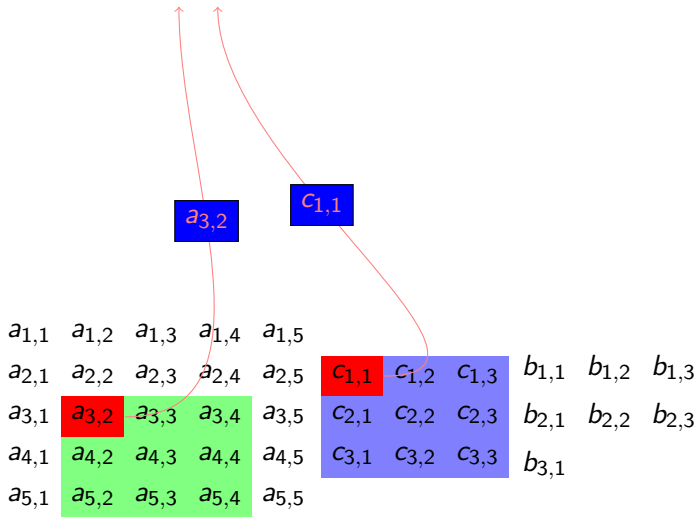 a3,2
c1,1
a1,1 a1,2 a1,3 a1,4 a1,5
a2,1 a2,2 a2,3 a2,4 a2,5
a3,1 a3,2 a3,3 a3,4 a3,5
a4,1 a4,2 a4,3 a4,4 a4,5
a5,1 a5,2 a5,3 a5,4 a5,5
c1,1 c1,2 c1,3
c2,1 c2,2 c2,3
c3,1 c3,2 c3,3
b1,1 b1,2 b1,3
b2,1 b2,2 b2,3
b3,1